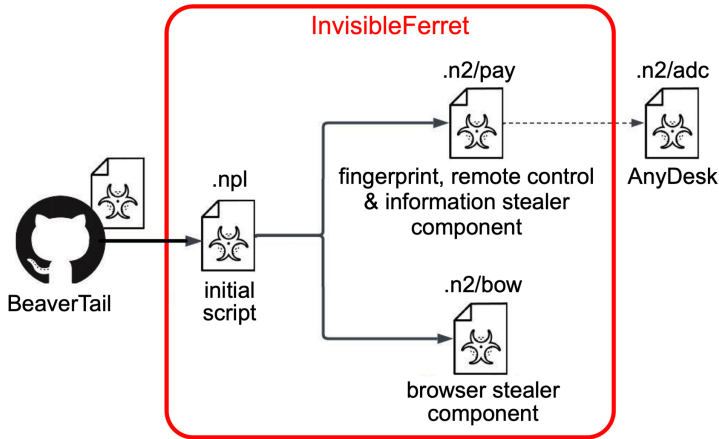 InvisibleFerret
.n2/pay
.n2/adc
fingerprint, remote control
& information stealer
component
AnyDesk
.npl
initial
script
BeaverTail
.n2/bow
browser stealer
component